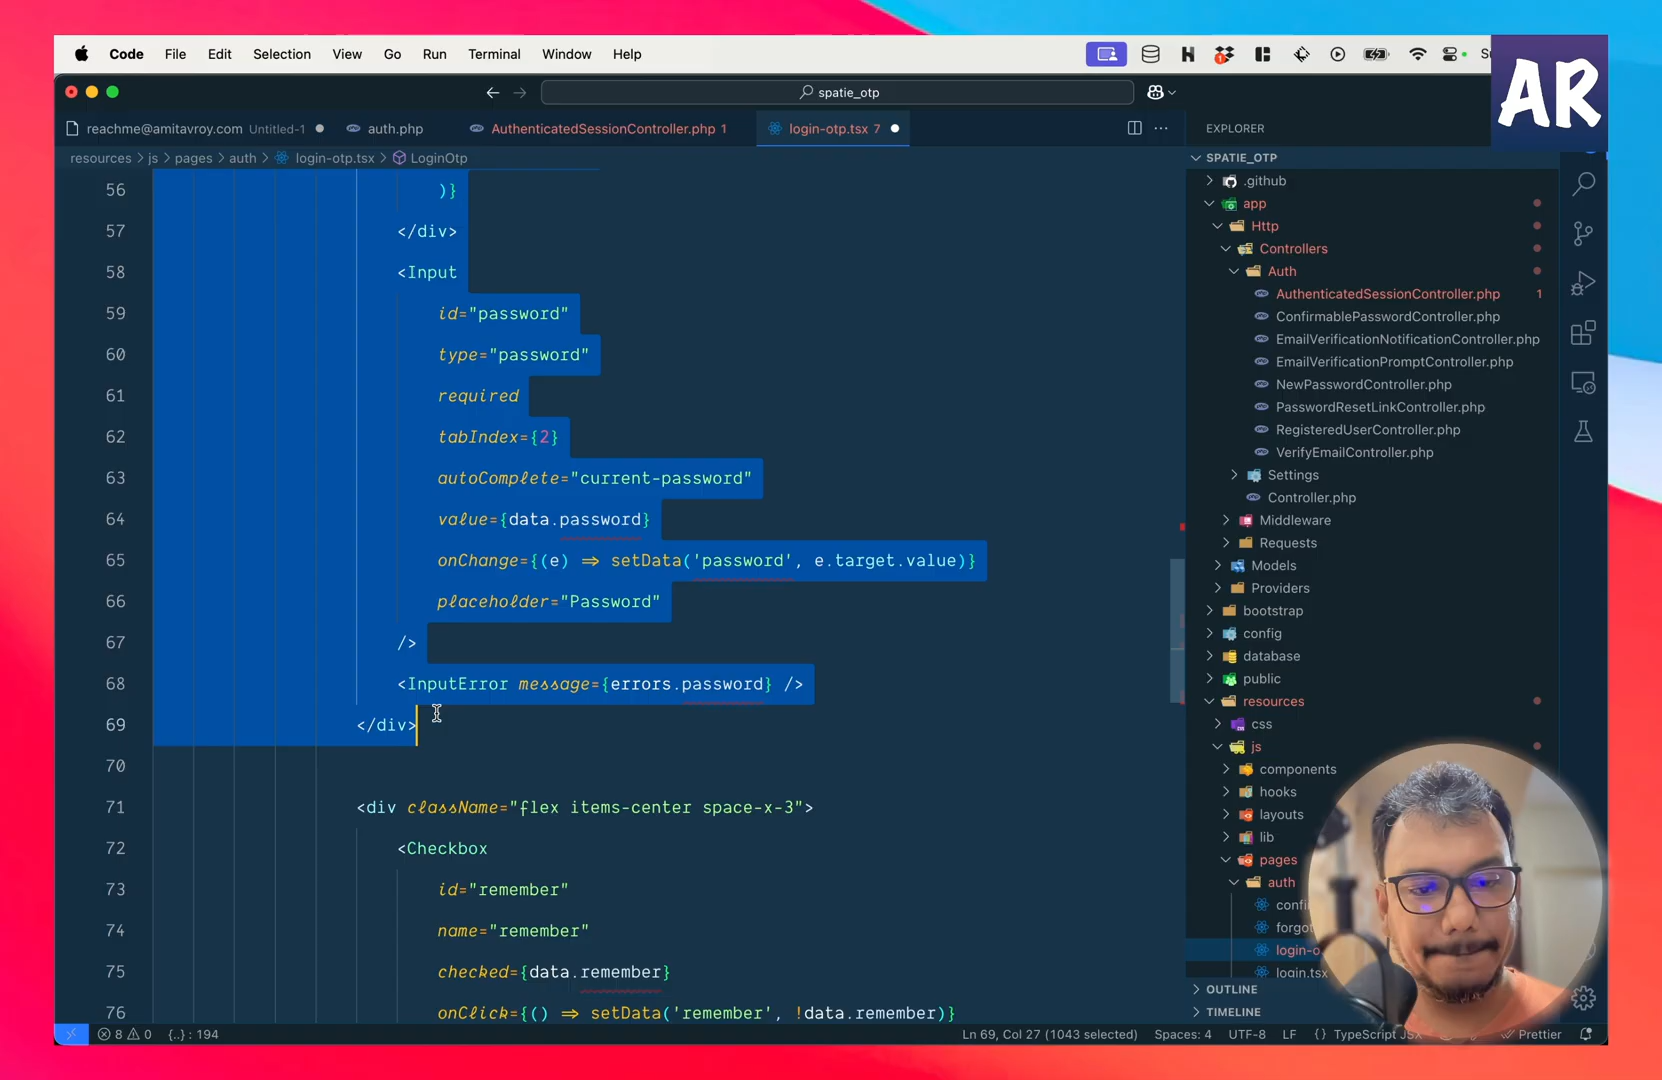 Code File Edit Selection View Go Run Terminal Window Help
AR
spatie_otp
reachme@amitavroy.com Untitled-1 auth.php AuthenticatedSessionController.php 1 login-otp.tsx 7
EXPLORER
resources > js > pages > auth > login-otp.tsx > LoginOtp
SPATIE_OTP
56 )}
57 </div>
58 <Input
59 id="password"
60 type="password"
61 required
62 tabIndex={2}
63 autoComplete="current-password"
64 value={data.password}
65 onChange={(e) => setData('password', e.target.value)}
66 placeholder="Password"
67 />
68 <InputError message={errors.password} />
69 </div>
70
71 <div className="flex items-center space-x-3">
72 <Checkbox
73 id="remember"
74 name="remember"
75 checked={data.remember}
76 onClick={() => setData('remember', !data.remember)}
.github
app
Http
Controllers
Auth
AuthenticatedSessionController.php 1
ConfirmablePasswordController.php
EmailVerificationNotificationController.php
EmailVerificationPromptController.php
NewPasswordController.php
PasswordResetLinkController.php
RegisteredUserController.php
VerifyEmailController.php
Settings
Controller.php
Middleware
Requests
Models
Providers
bootstrap
config
database
public
resources
css
js
components
hooks
layouts
lib
pages
auth
confi
forgot
login-o
login.tsx
OUTLINE
TIMELINE
8 0 {..} : 194 Ln 69, Col 27 (1043 selected) Spaces: 4 UTF-8 LF {} TypeScript JSX Prettier